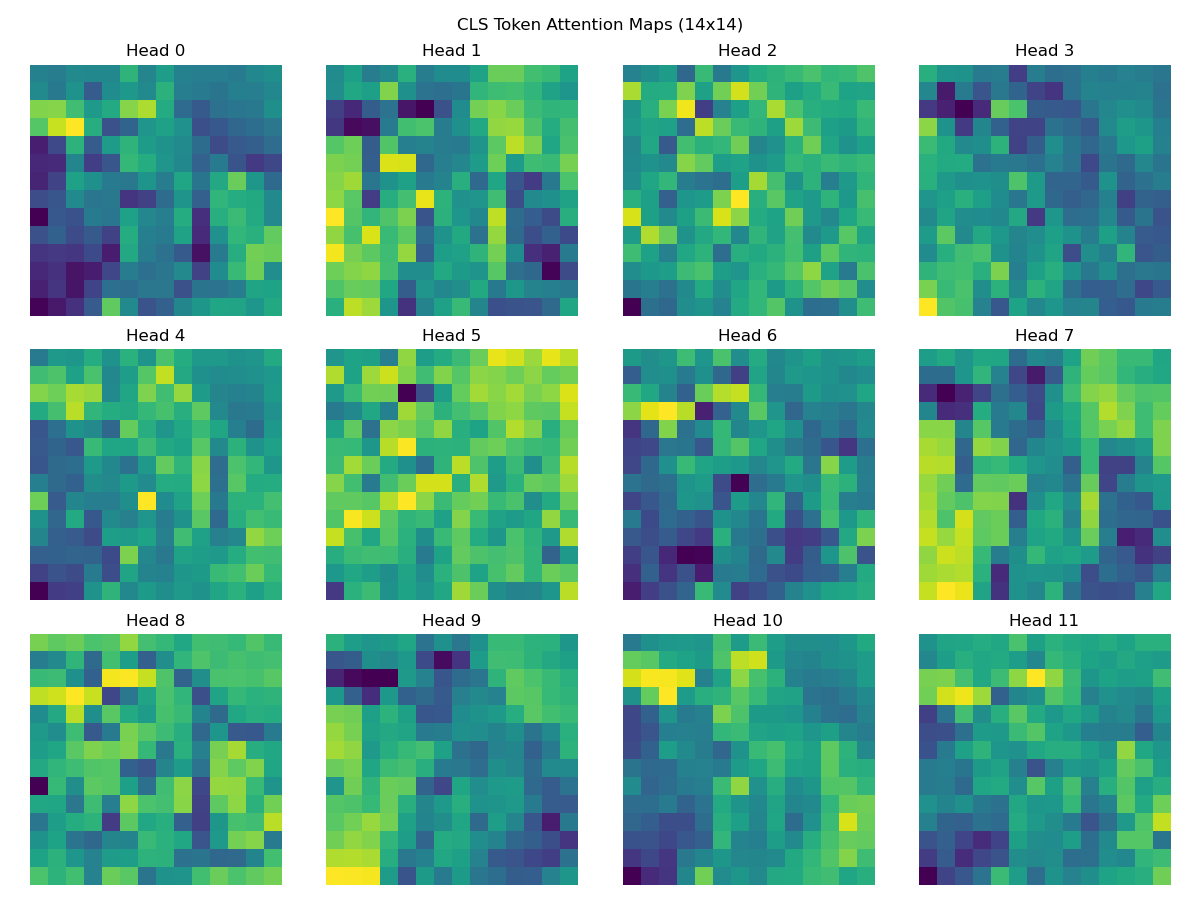 CLS Token Attention Maps (14x14)
Head 0
Head 1
Head 2
Head 3
Head 4
Head 5
Head 6
Head 7
Head 8
Head 9
Head 10
Head 11